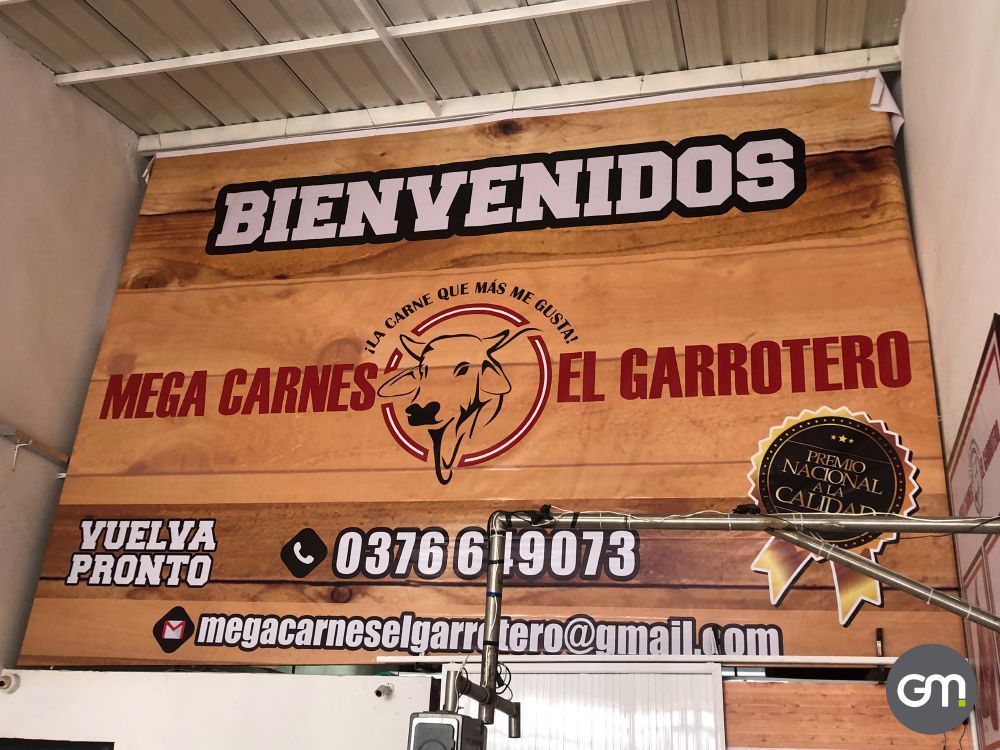 BIENVENIDOS
¡LA CARNE QUE MÁS ME GUSTA!
MEGA CARNES EL GARROTERO
PREMIO
NACIONAL
A LA
CALIDAD
VUELVA
PRONTO
0376 649073
megacarneselgarrotero@gmail.com
GM.